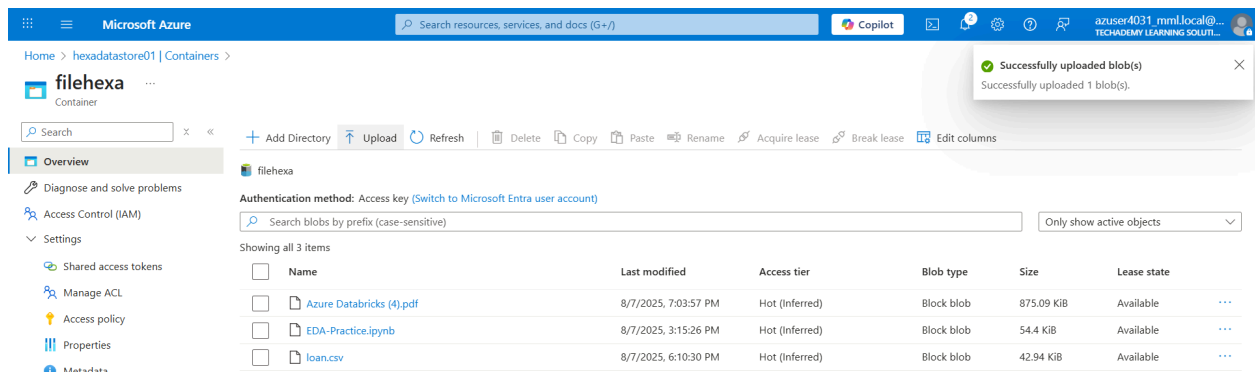 Microsoft Azure
Search resources, services, and docs (G+/)
Copilot
2
azuser4031_mml.local@...
TECHADEMY LEARNING SOLUTI...
Home > hexadatastore01 | Containers >
filehexa ...
Container
Successfully uploaded blob(s)
Successfully uploaded 1 blob(s).
Search
Overview
Diagnose and solve problems
Access Control (IAM)
Settings
Shared access tokens
Manage ACL
Access policy
Properties
Metadata
Add Directory Upload Refresh Delete Copy Paste Rename Acquire lease Break lease Edit columns
filehexa
Authentication method: Access key (Switch to Microsoft Entra user account)
Search blobs by prefix (case-sensitive)
Only show active objects
Showing all 3 items
Name Last modified Access tier Blob type Size Lease state
Azure Databricks (4).pdf 8/7/2025, 7:03:57 PM Hot (Inferred) Block blob 875.09 KiB Available ...
EDA-Practice.ipynb 8/7/2025, 3:15:26 PM Hot (Inferred) Block blob 54.4 KiB Available ...
loan.csv 8/7/2025, 6:10:30 PM Hot (Inferred) Block blob 42.94 KiB Available ...